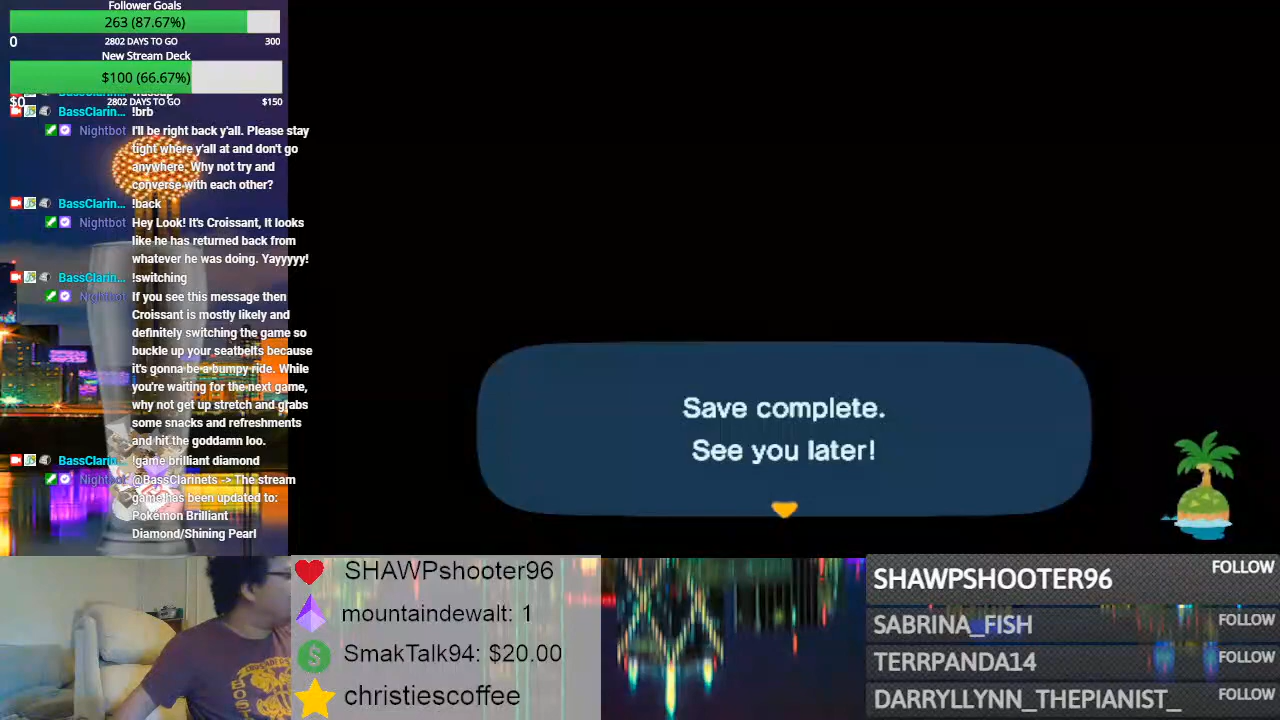 Follower Goals
263 (87.67%)
0 2802 DAYS TO GO 300
New Stream Deck
$100 (66.67%)
$0 2802 DAYS TO GO $150
BassClarin... !brb
Nightbot I'll be right back y'all. Please stay
tight where y'all at and don't go
anywhere. Why not try and
converse with each other?
BassClarin... !back
Nightbot Hey Look! It's Croissant, It looks
like he has returned back from
whatever he was doing. Yayyyyy!
BassClarin... !switching
Nightbot If you see this message then
Croissant is mostly likely and
definitely switching the game so
buckle up your seatbelts because
it's gonna be a bumpy ride. While
you're waiting for the next game,
why not get up stretch and grabs
some snacks and refreshments
and hit the goddamn loo.
BassClarin... !game brilliant diamond
Nightbot @BassClarinets -> The stream
game has been updated to:
Pokemon Brilliant
Diamond/Shining Pearl
Save complete.
See you later!
SHAWPshooter96
mountaindewalt: 1
SmakTalk94: $20.00
christiescoffee
SHAWPSHOOTER96 FOLLOW
SABRINA_FISH FOLLOW
TERRPANDA14 FOLLOW
DARRYLLYNN_THEPIANIST_ FOLLOW